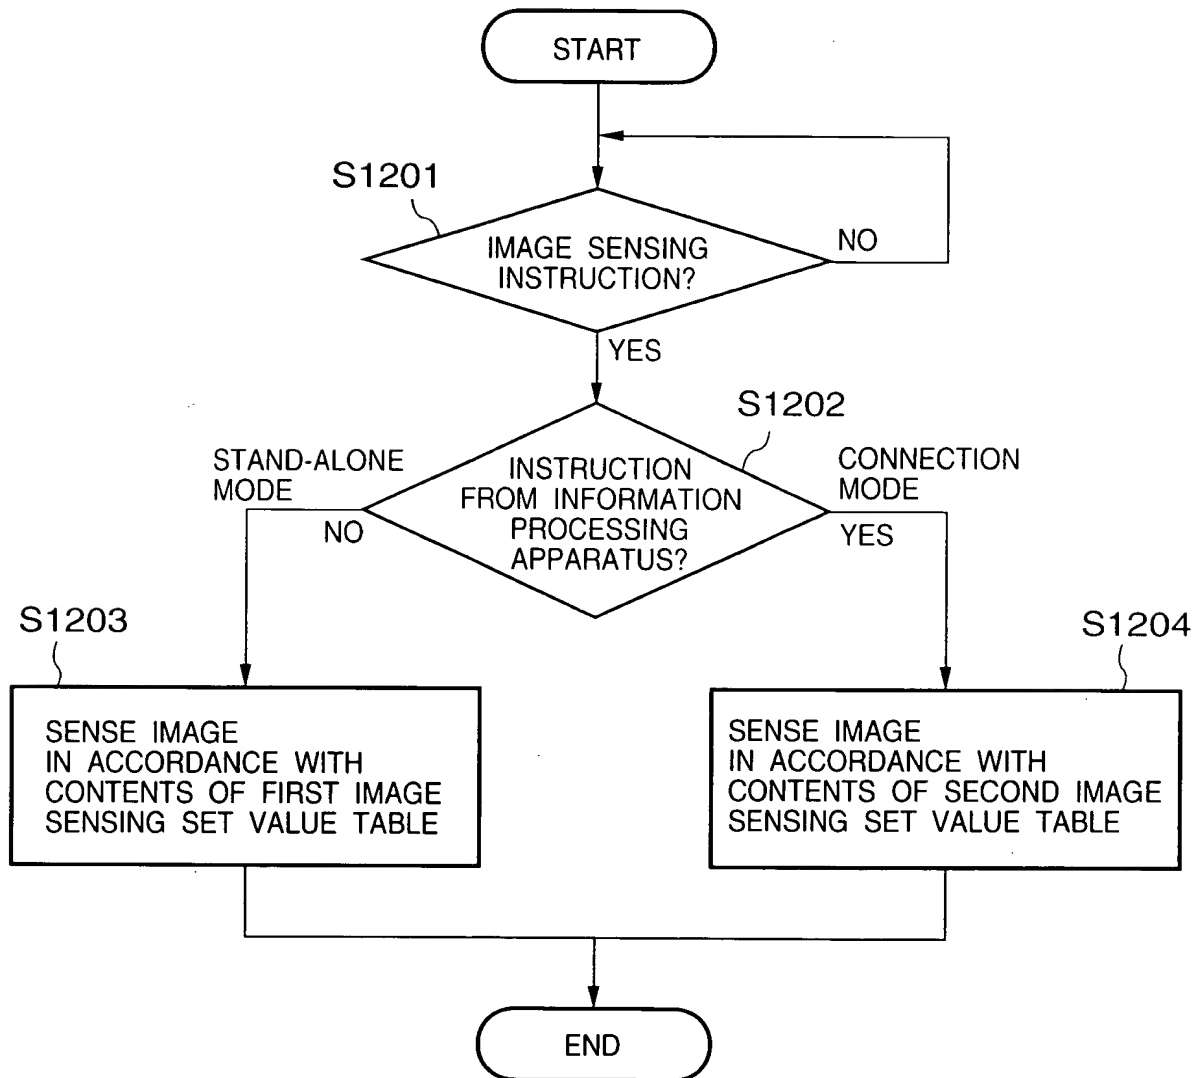 START
S1201
IMAGE SENSING
INSTRUCTION?
NO
YES
S1202
STAND-ALONE
MODE
NO
INSTRUCTION
FROM INFORMATION
PROCESSING
APPARATUS?
CONNECTION
MODE
YES
S1203
SENSE IMAGE
IN ACCORDANCE WITH
CONTENTS OF FIRST IMAGE
SENSING SET VALUE TABLE
S1204
SENSE IMAGE
IN ACCORDANCE WITH
CONTENTS OF SECOND IMAGE
SENSING SET VALUE TABLE
END